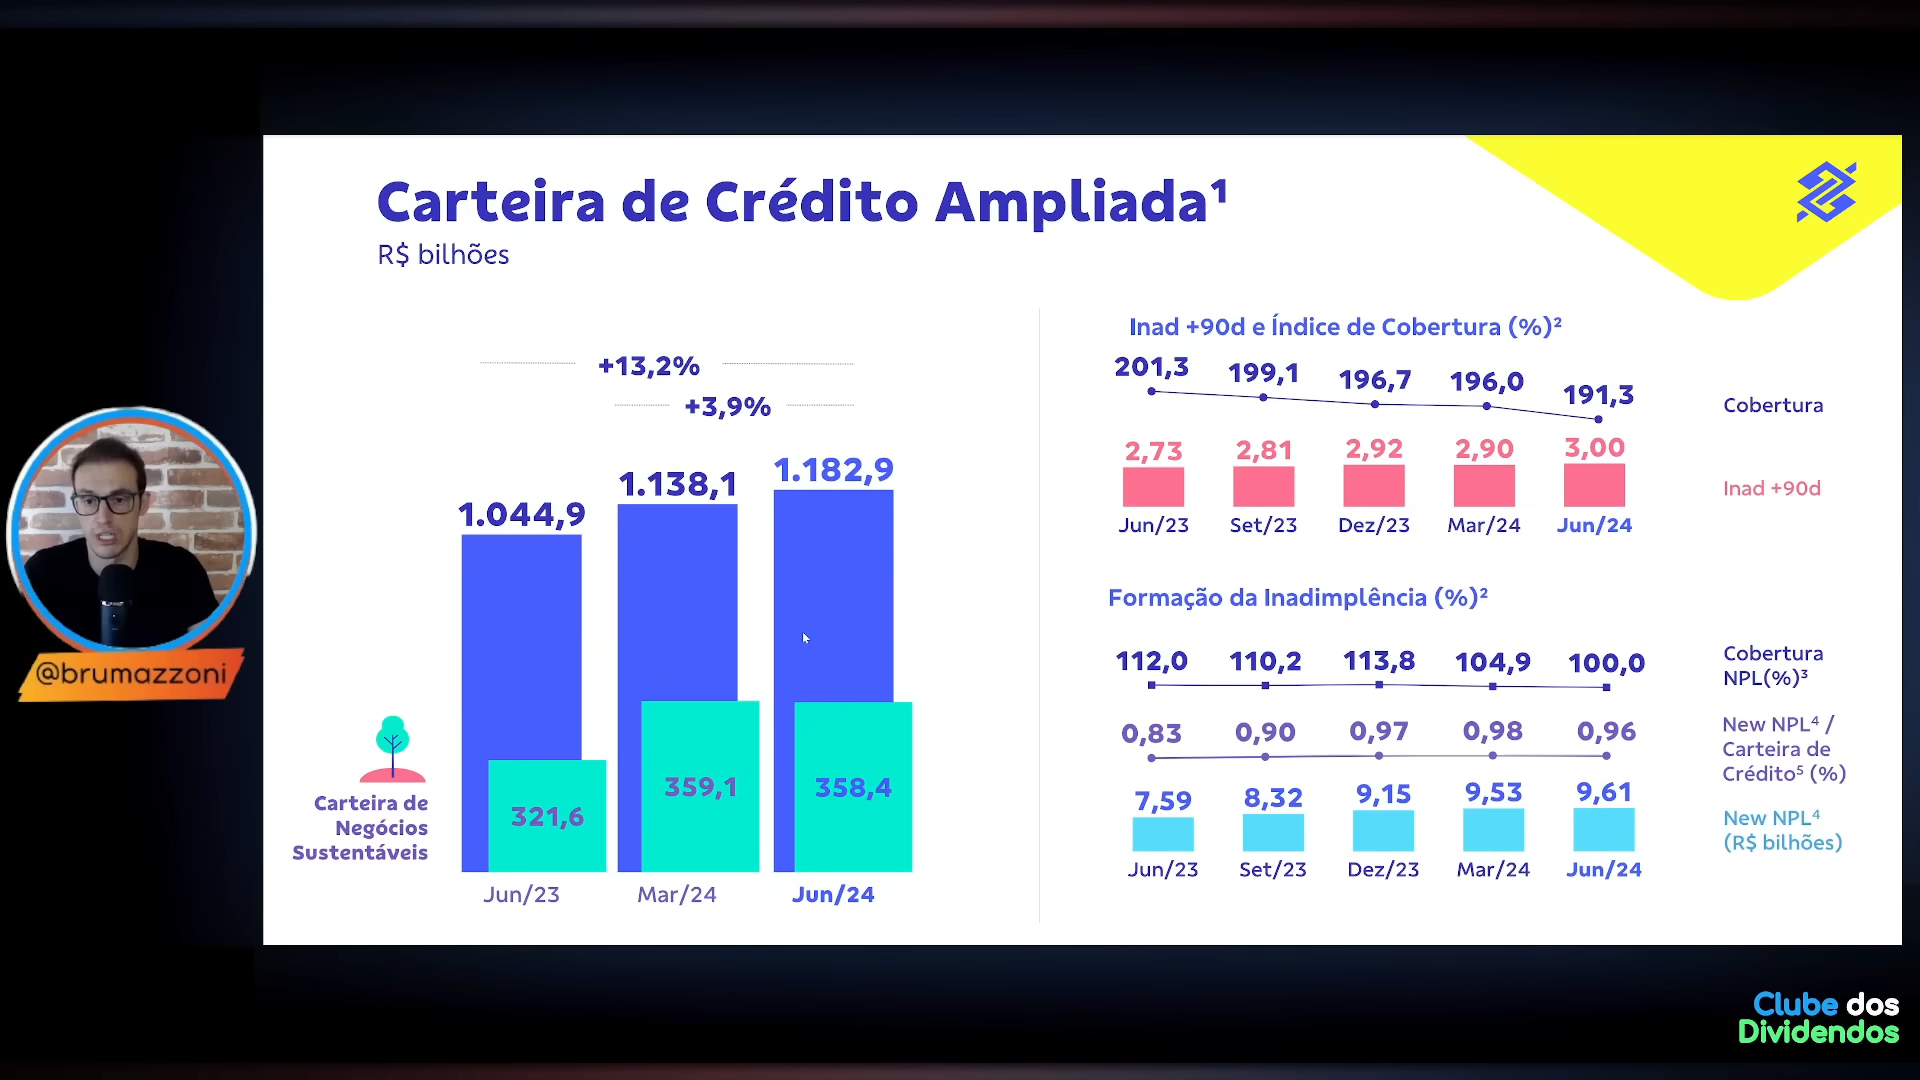 Carteira de Crédito Ampliada¹
R$ bilhões
+13,2%
+3,9%
1.044,9
1.138,1
1.182,9
321,6
359,1
358,4
Carteira de
Negócios
Sustentáveis
Jun/23 Mar/24 Jun/24
Inad +90d e Índice de Cobertura (%)²
201,3 199,1 196,7 196,0 191,3
Cobertura
2,73 2,81 2,92 2,90 3,00
Inad +90d
Jun/23 Set/23 Dez/23 Mar/24 Jun/24
Formação da Inadimplência (%)²
112,0 110,2 113,8 104,9 100,0
Cobertura
NPL(%)³
0,83 0,90 0,97 0,98 0,96
New NPL⁴ /
Carteira de
Crédito⁵ (%)
7,59 8,32 9,15 9,53 9,61
New NPL⁴
(R$ bilhões)
Jun/23 Set/23 Dez/23 Mar/24 Jun/24
@brumazzoni
Clube dos
Dividendos